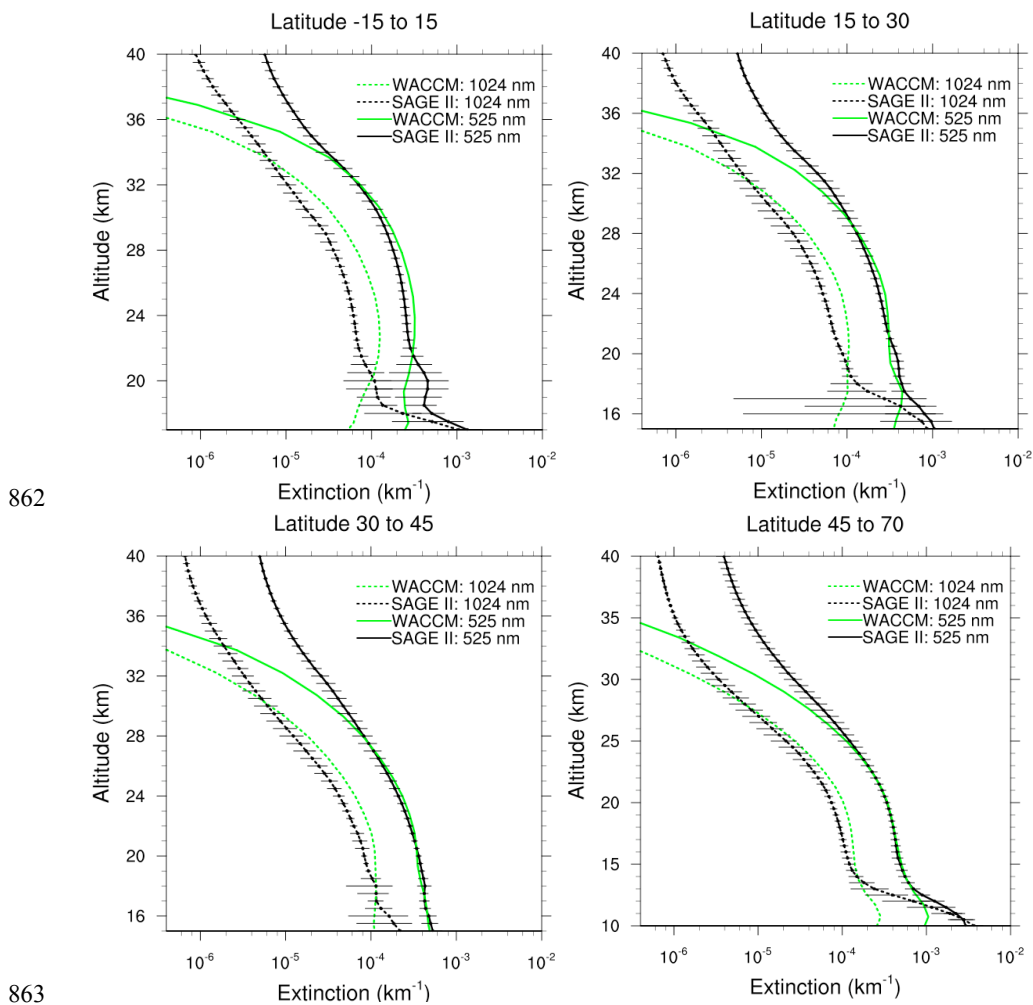 Latitude -15 to 15
40
36
32
28
24
20
Altitude (km)
WACCM: 1024 nm
SAGE II: 1024 nm
WACCM: 525 nm
SAGE II: 525 nm
10⁻⁶ 10⁻⁵ 10⁻⁴ 10⁻³ 10⁻²
Extinction (km⁻¹)
Latitude 15 to 30
40
36
32
28
24
20
16
Altitude (km)
WACCM: 1024 nm
SAGE II: 1024 nm
WACCM: 525 nm
SAGE II: 525 nm
10⁻⁶ 10⁻⁵ 10⁻⁴ 10⁻³ 10⁻²
Extinction (km⁻¹)
862
Latitude 30 to 45
40
36
32
28
24
20
16
Altitude (km)
WACCM: 1024 nm
SAGE II: 1024 nm
WACCM: 525 nm
SAGE II: 525 nm
10⁻⁶ 10⁻⁵ 10⁻⁴ 10⁻³ 10⁻²
Extinction (km⁻¹)
Latitude 45 to 70
40
35
30
25
20
15
10
Altitude (km)
WACCM: 1024 nm
SAGE II: 1024 nm
WACCM: 525 nm
SAGE II: 525 nm
10⁻⁶ 10⁻⁵ 10⁻⁴ 10⁻³ 10⁻²
Extinction (km⁻¹)
863